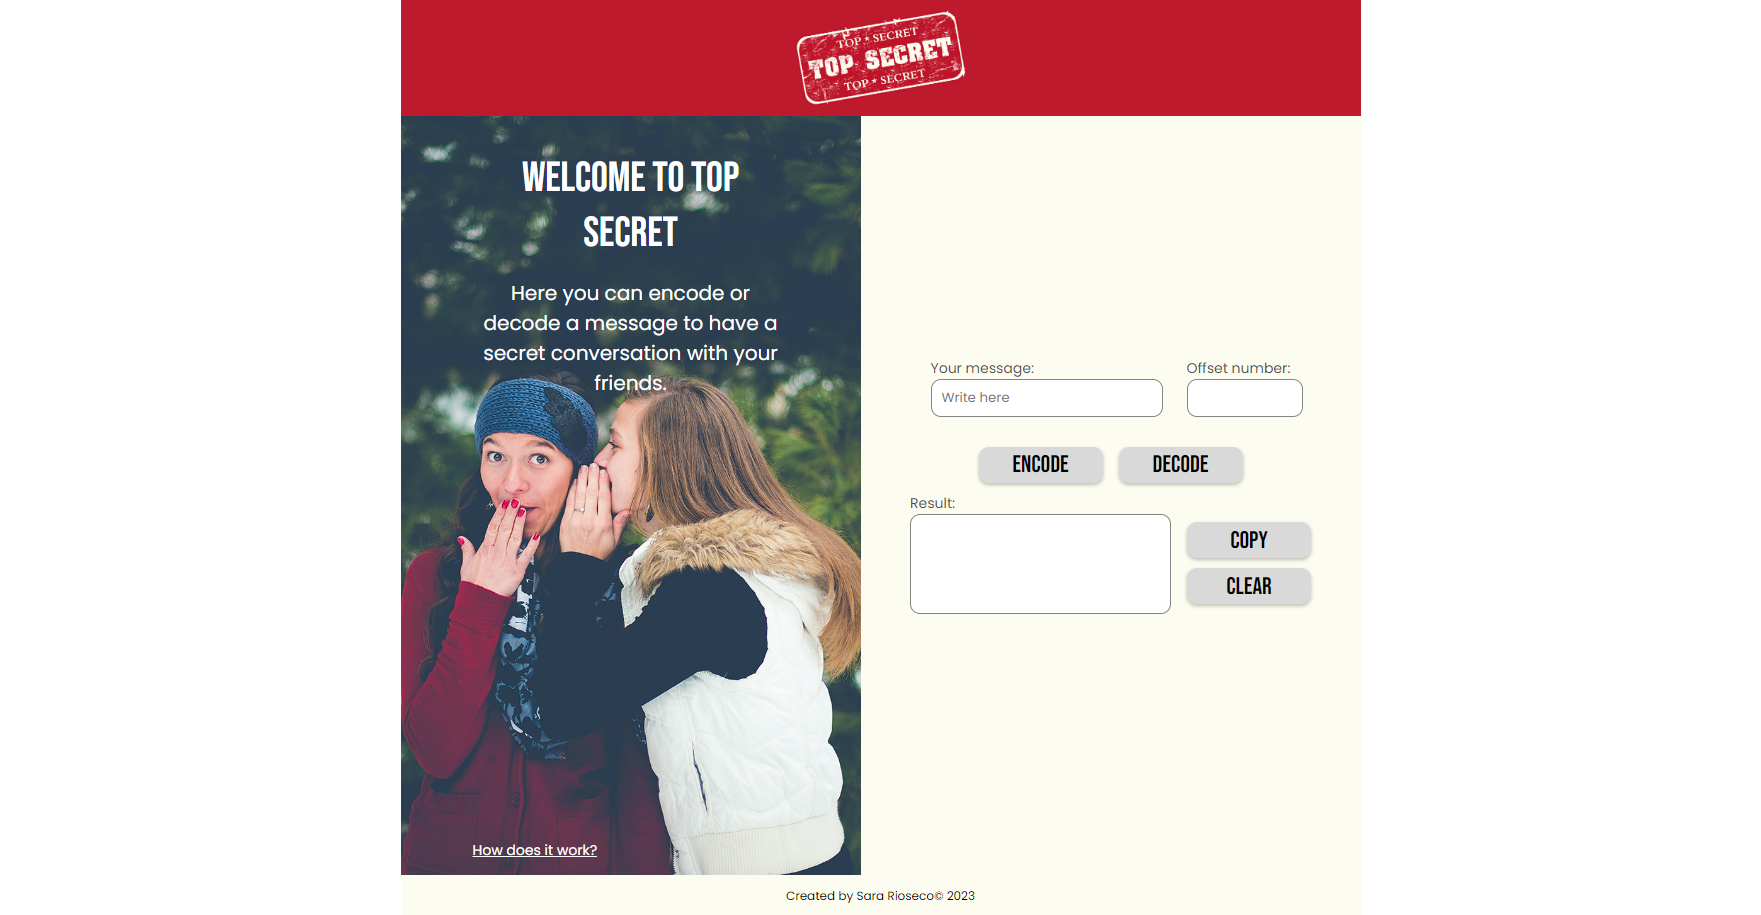 TOP ★ SECRET
TOP SECRET
TOP ★ SECRET
WELCOME TO TOP
SECRET
Here you can encode or
decode a message to have a
secret conversation with your
friends.
How does it work?
Your message:
Offset number:
Write here
ENCODE
DECODE
Result:
COPY
CLEAR
Created by Sara Rioseco© 2023